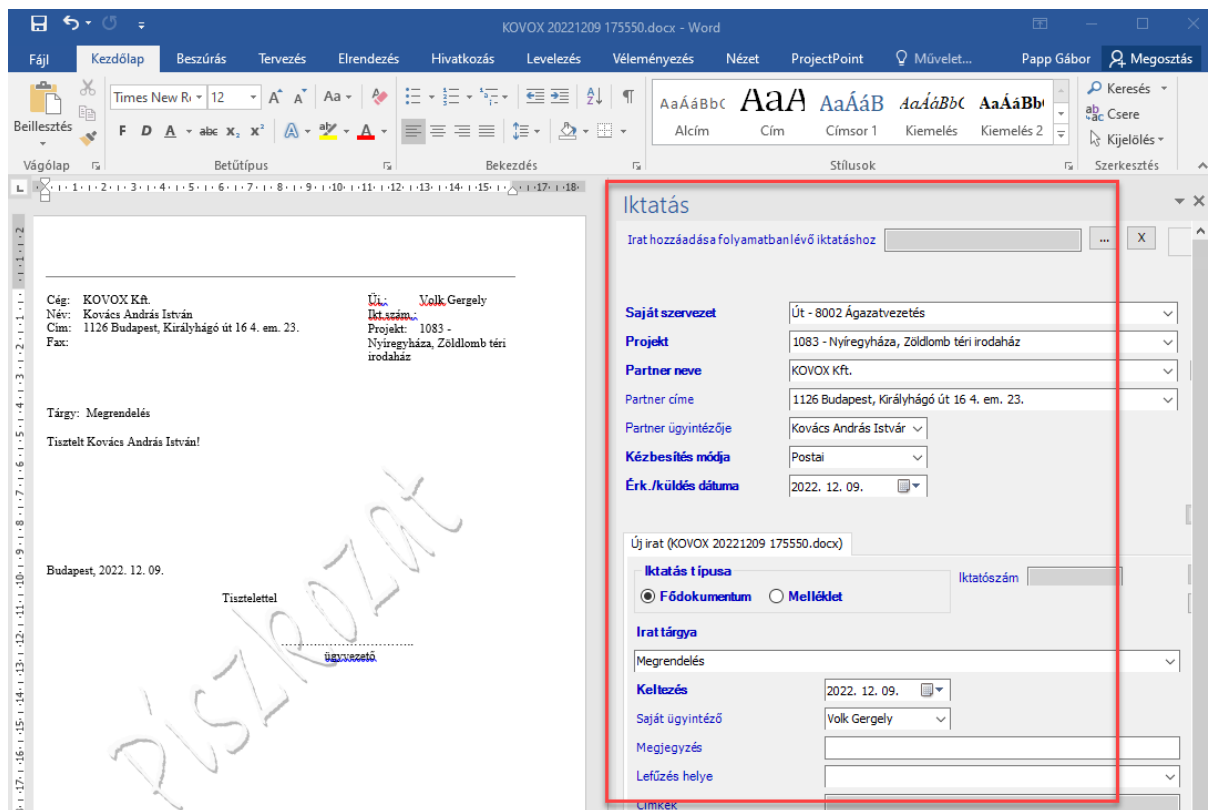 KOVOX 20221209 175550.docx - Word
Fájl Kezdőlap Beszúrás Tervezés Elrendezés Hivatkozás Levelezés Véleményezés Nézet ProjectPoint Művelet... Papp Gábor Megosztás
Times New R 12 Aa AaÁáBbC AaA AaÁáB AaÁáBbC AaÁáBb Keresés
Beillesztés F D A abc X₂ X² A aby A Alcím Cím Címsor 1 Kiemelés Kiemelés 2 Csere
Kijelölés
Vágólap Betűtípus Bekezdés Stílusok Szerkesztés
Cég: KOVOX Kft. Üi.: Volk Gergely
Név: Kovács András István Ikt.szám.:
Cím: 1126 Budapest, Királyhágó út 16 4. em. 23. Projekt: 1083 -
Fax: Nyíregyháza, Zöldlomb téri
irodaház
Tárgy: Megrendelés
Tisztelt Kovács András István!
Budapest, 2022. 12. 09.
Tisztelettel
ügyvezető
Piszkozat
Iktatás
Irat hozzáadása folyamatban lévő iktatáshoz ... X
Saját szervezet Út - 8002 Ágazatvezetés
Projekt 1083 - Nyíregyháza, Zöldlomb téri irodaház
Partner neve KOVOX Kft.
Partner címe 1126 Budapest, Királyhágó út 16 4. em. 23.
Partner ügyintézője Kovács András Istvár
Kézbesítés módja Postai
Érk./küldés dátuma 2022. 12. 09.
Új irat (KOVOX 20221209 175550.docx)
Iktatás típusa
Fődokumentum Melléklet Iktatószám
Irat tárgya
Megrendelés
Keltezés 2022. 12. 09.
Saját ügyintéző Volk Gergely
Megjegyzés
Lefűzés helye
Címkék